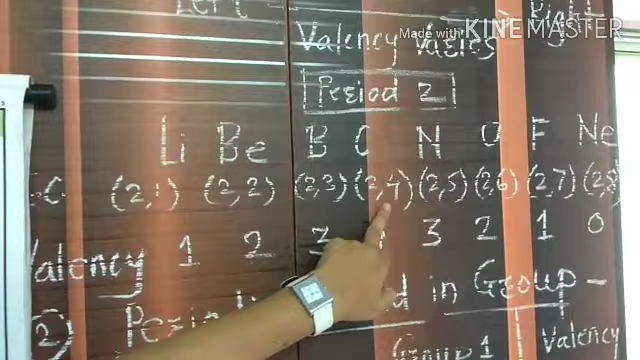 Left Right
Made with KINEMASTER
Valency Varies
Period 2
Li Be B C N O F Ne
E.C. (2,1) (2,2) (2,3) (2,4) (2,5) (2,6) (2,7) (2,8)
Valency 1 2 3 3 2 1 0
in Group -
2)
Group 1 Valency